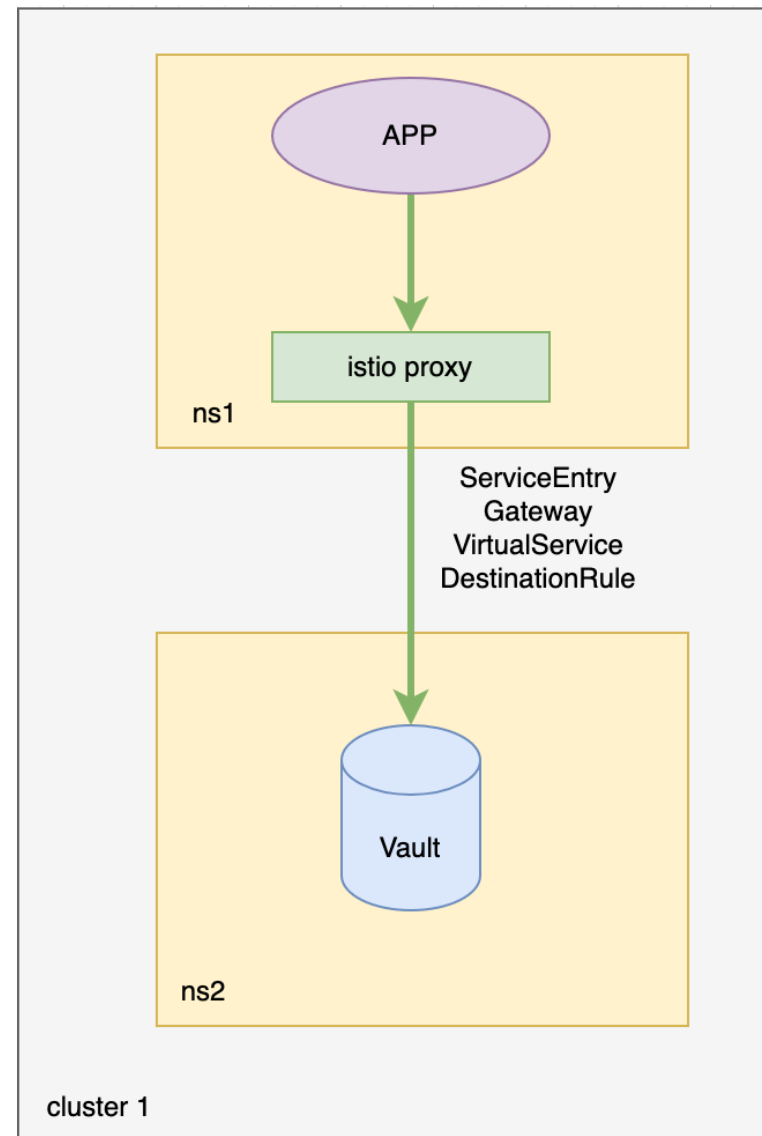 APP
istio proxy
ns1
ServiceEntry
Gateway
VirtualService
DestinationRule
Vault
ns2
cluster 1